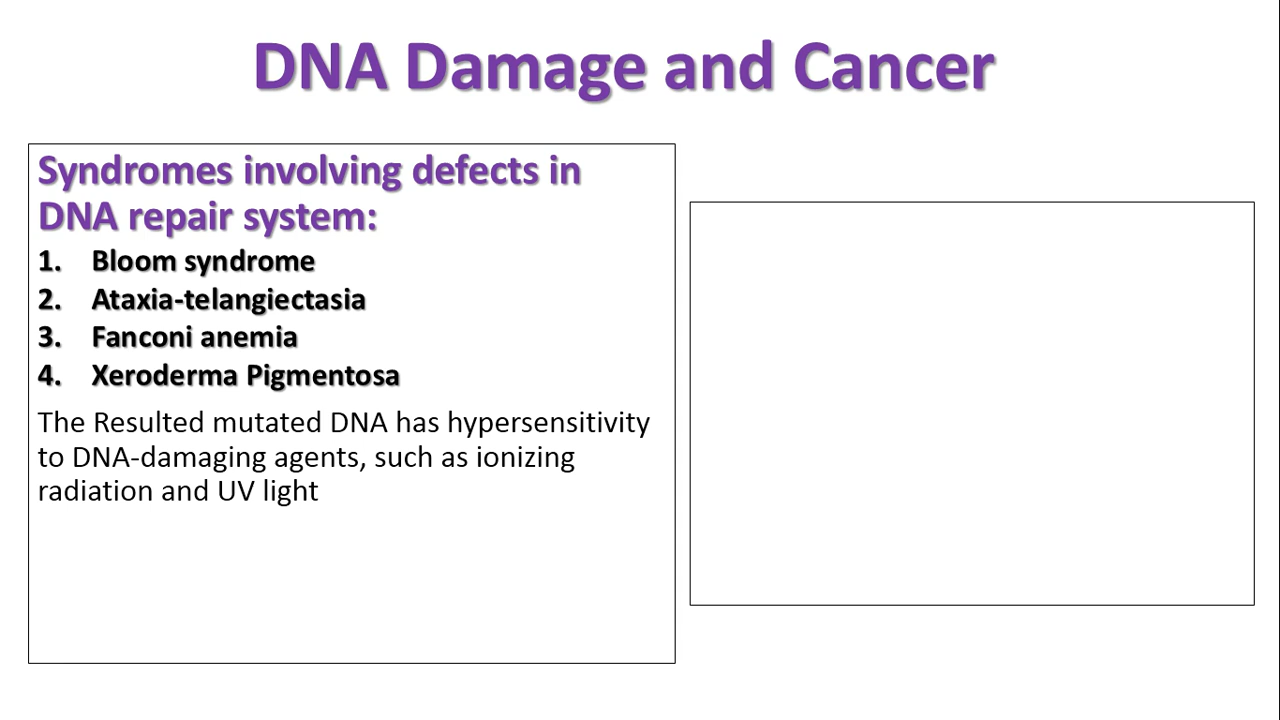 DNA Damage and Cancer
Syndromes involving defects in
DNA repair system:
1. Bloom syndrome
2. Ataxia-telangiectasia
3. Fanconi anemia
4. Xeroderma Pigmentosa
The Resulted mutated DNA has hypersensitivity
to DNA-damaging agents, such as ionizing
radiation and UV light